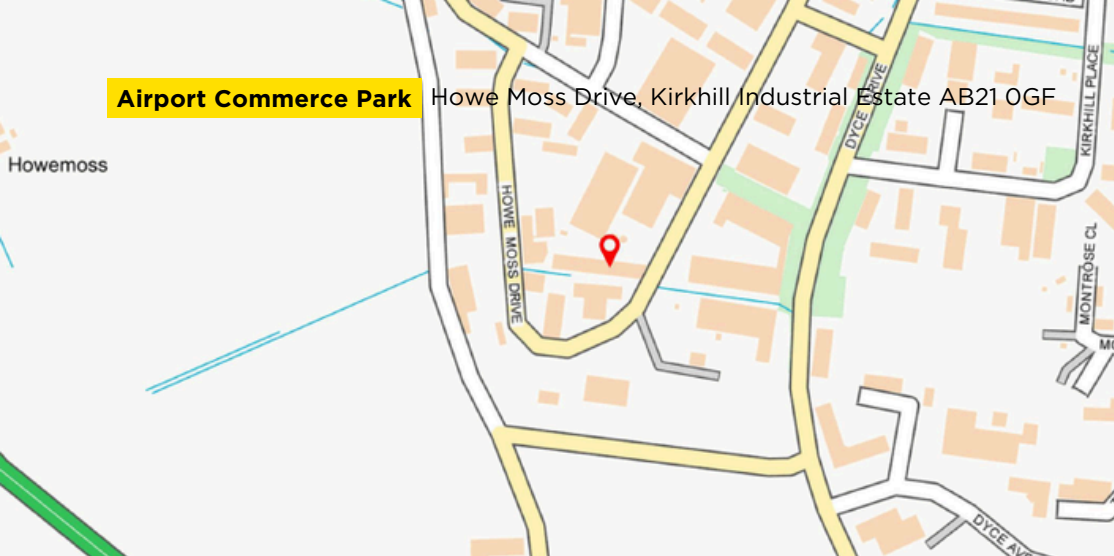 Airport Commerce Park Howe Moss Drive, Kirkhill Industrial Estate AB21 0GF
DYCE DRIVE
KIRKHILL PLACE
Howemoss
HOWE MOSS DRIVE
MONTROSE CL
DYCE AVE